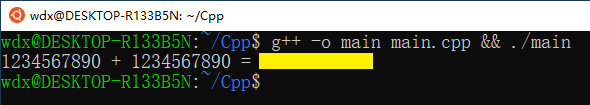 wdx@DESKTOP-R133B5N: ~/Cpp
wdx@DESKTOP-R133B5N:~/Cpp$ g++ -o main main.cpp && ./main
1234567890 + 1234567890 =
wdx@DESKTOP-R133B5N:~/Cpp$